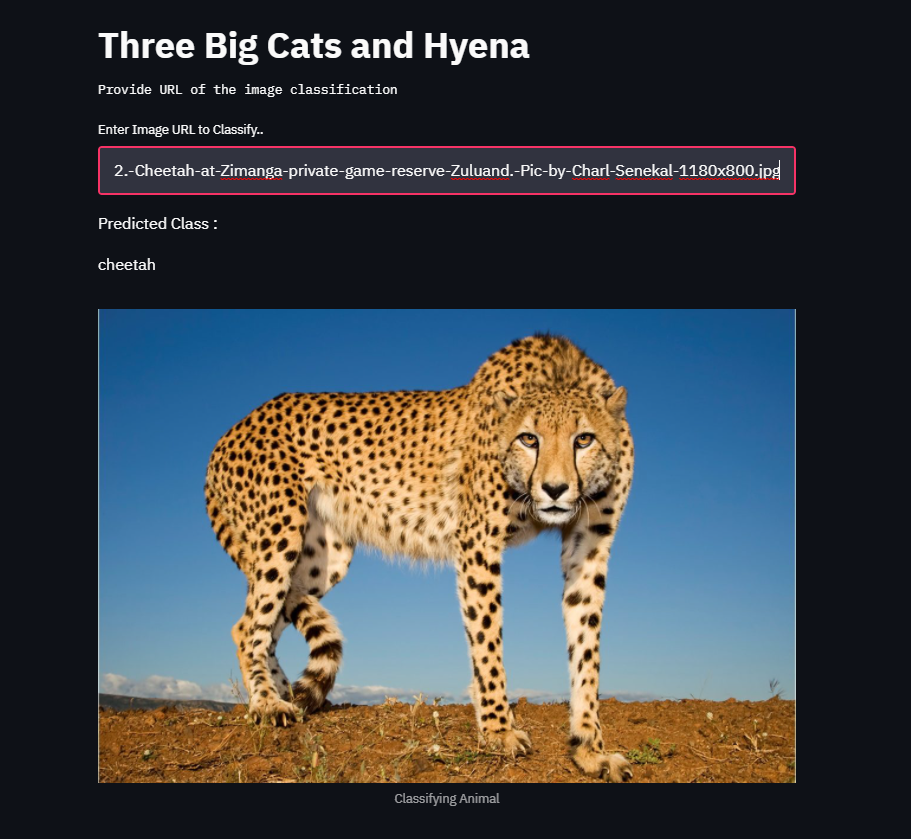 Three Big Cats and Hyena
Provide URL of the image classification
Enter Image URL to Classify..
2.-Cheetah-at-Zimanga-private-game-reserve-Zuluand.-Pic-by-Charl-Senekal-1180x800.jpg
Predicted Class :
cheetah
Classifying Animal